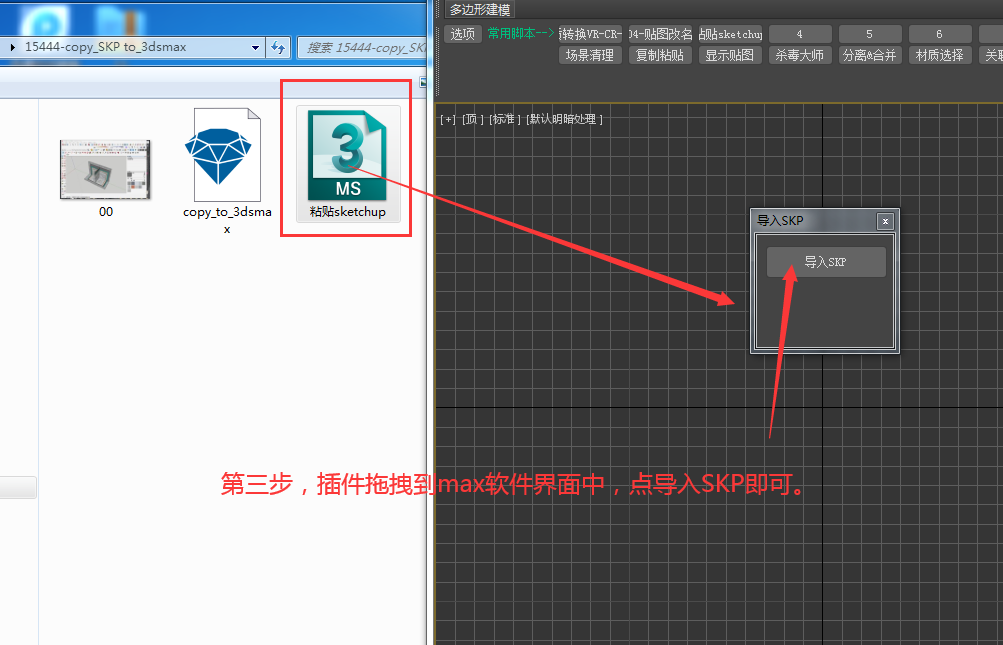 多边形建模
15444-copy_SKP to_3dsmax
搜索 15444-copy_SK
选项
常用脚本-->
转换VR-CR-
04-贴图改名
贴sketchup
4
5
6
场景清理
复制粘贴
显示贴图
杀毒大师
分离&合并
材质选择
[+] [顶 ] [标准 ] [默认明暗处理 ]
00
copy_to_3dsma
x
3
MS
粘贴sketchup
导入SKP
x
导入SKP
第三步，插件拖拽到max软件界面中，点导入SKP即可。